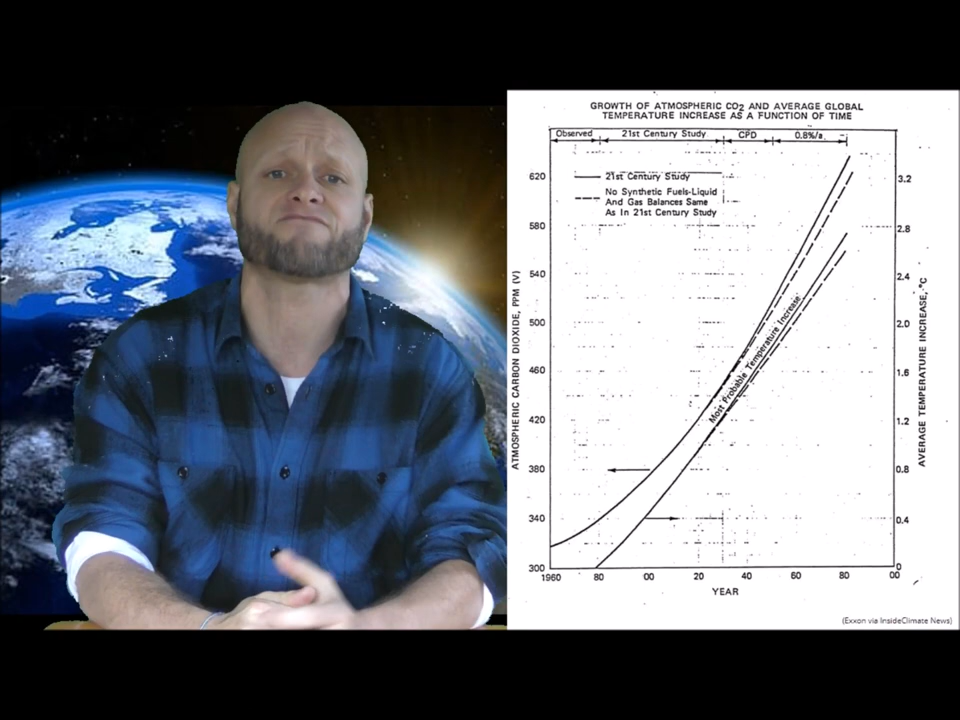 GROWTH OF ATMOSPHERIC CO2 AND AVERAGE GLOBAL
TEMPERATURE INCREASE AS A FUNCTION OF TIME
Observed 21st Century Study CPD 0.8%/a
21st Century Study
No Synthetic Fuels-Liquid
And Gas Balances Same
As In 21st Century Study
ATMOSPHERIC CARBON DIOXIDE, PPM (V)
620
580
540
500
460
420
380
340
300
Most Probable Temperature Increase
3.2
2.8
2.4
2.0
1.6
1.2
0.8
0.4
0
AVERAGE TEMPERATURE INCREASE, °C
1960 80 00 20 40 60 80 00
YEAR
(Exxon via InsideClimate News)